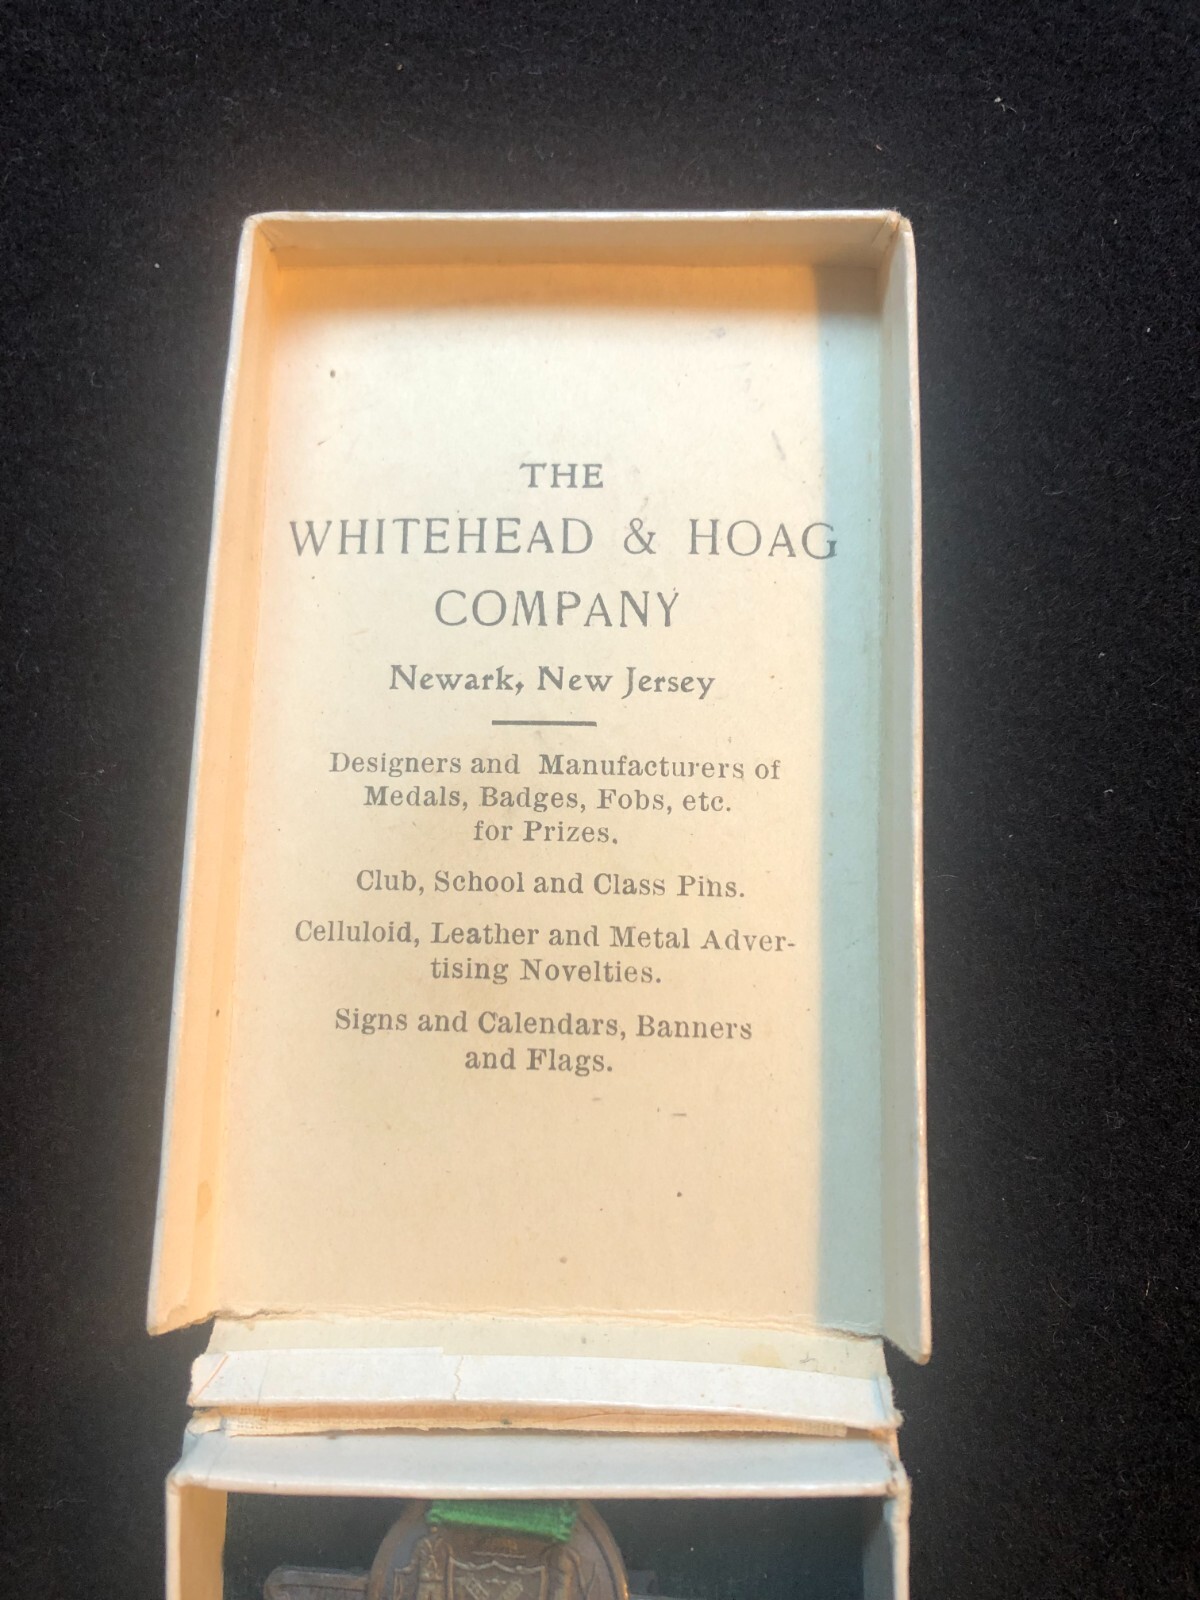 THE
WHITEHEAD & HOAG
COMPANY
Newark, New Jersey
Designers and Manufacturers of
Medals, Badges, Fobs, etc.
for Prizes.
Club, School and Class Pins.
Celluloid, Leather and Metal Adver-
tising Novelties.
Signs and Calendars, Banners
and Flags.